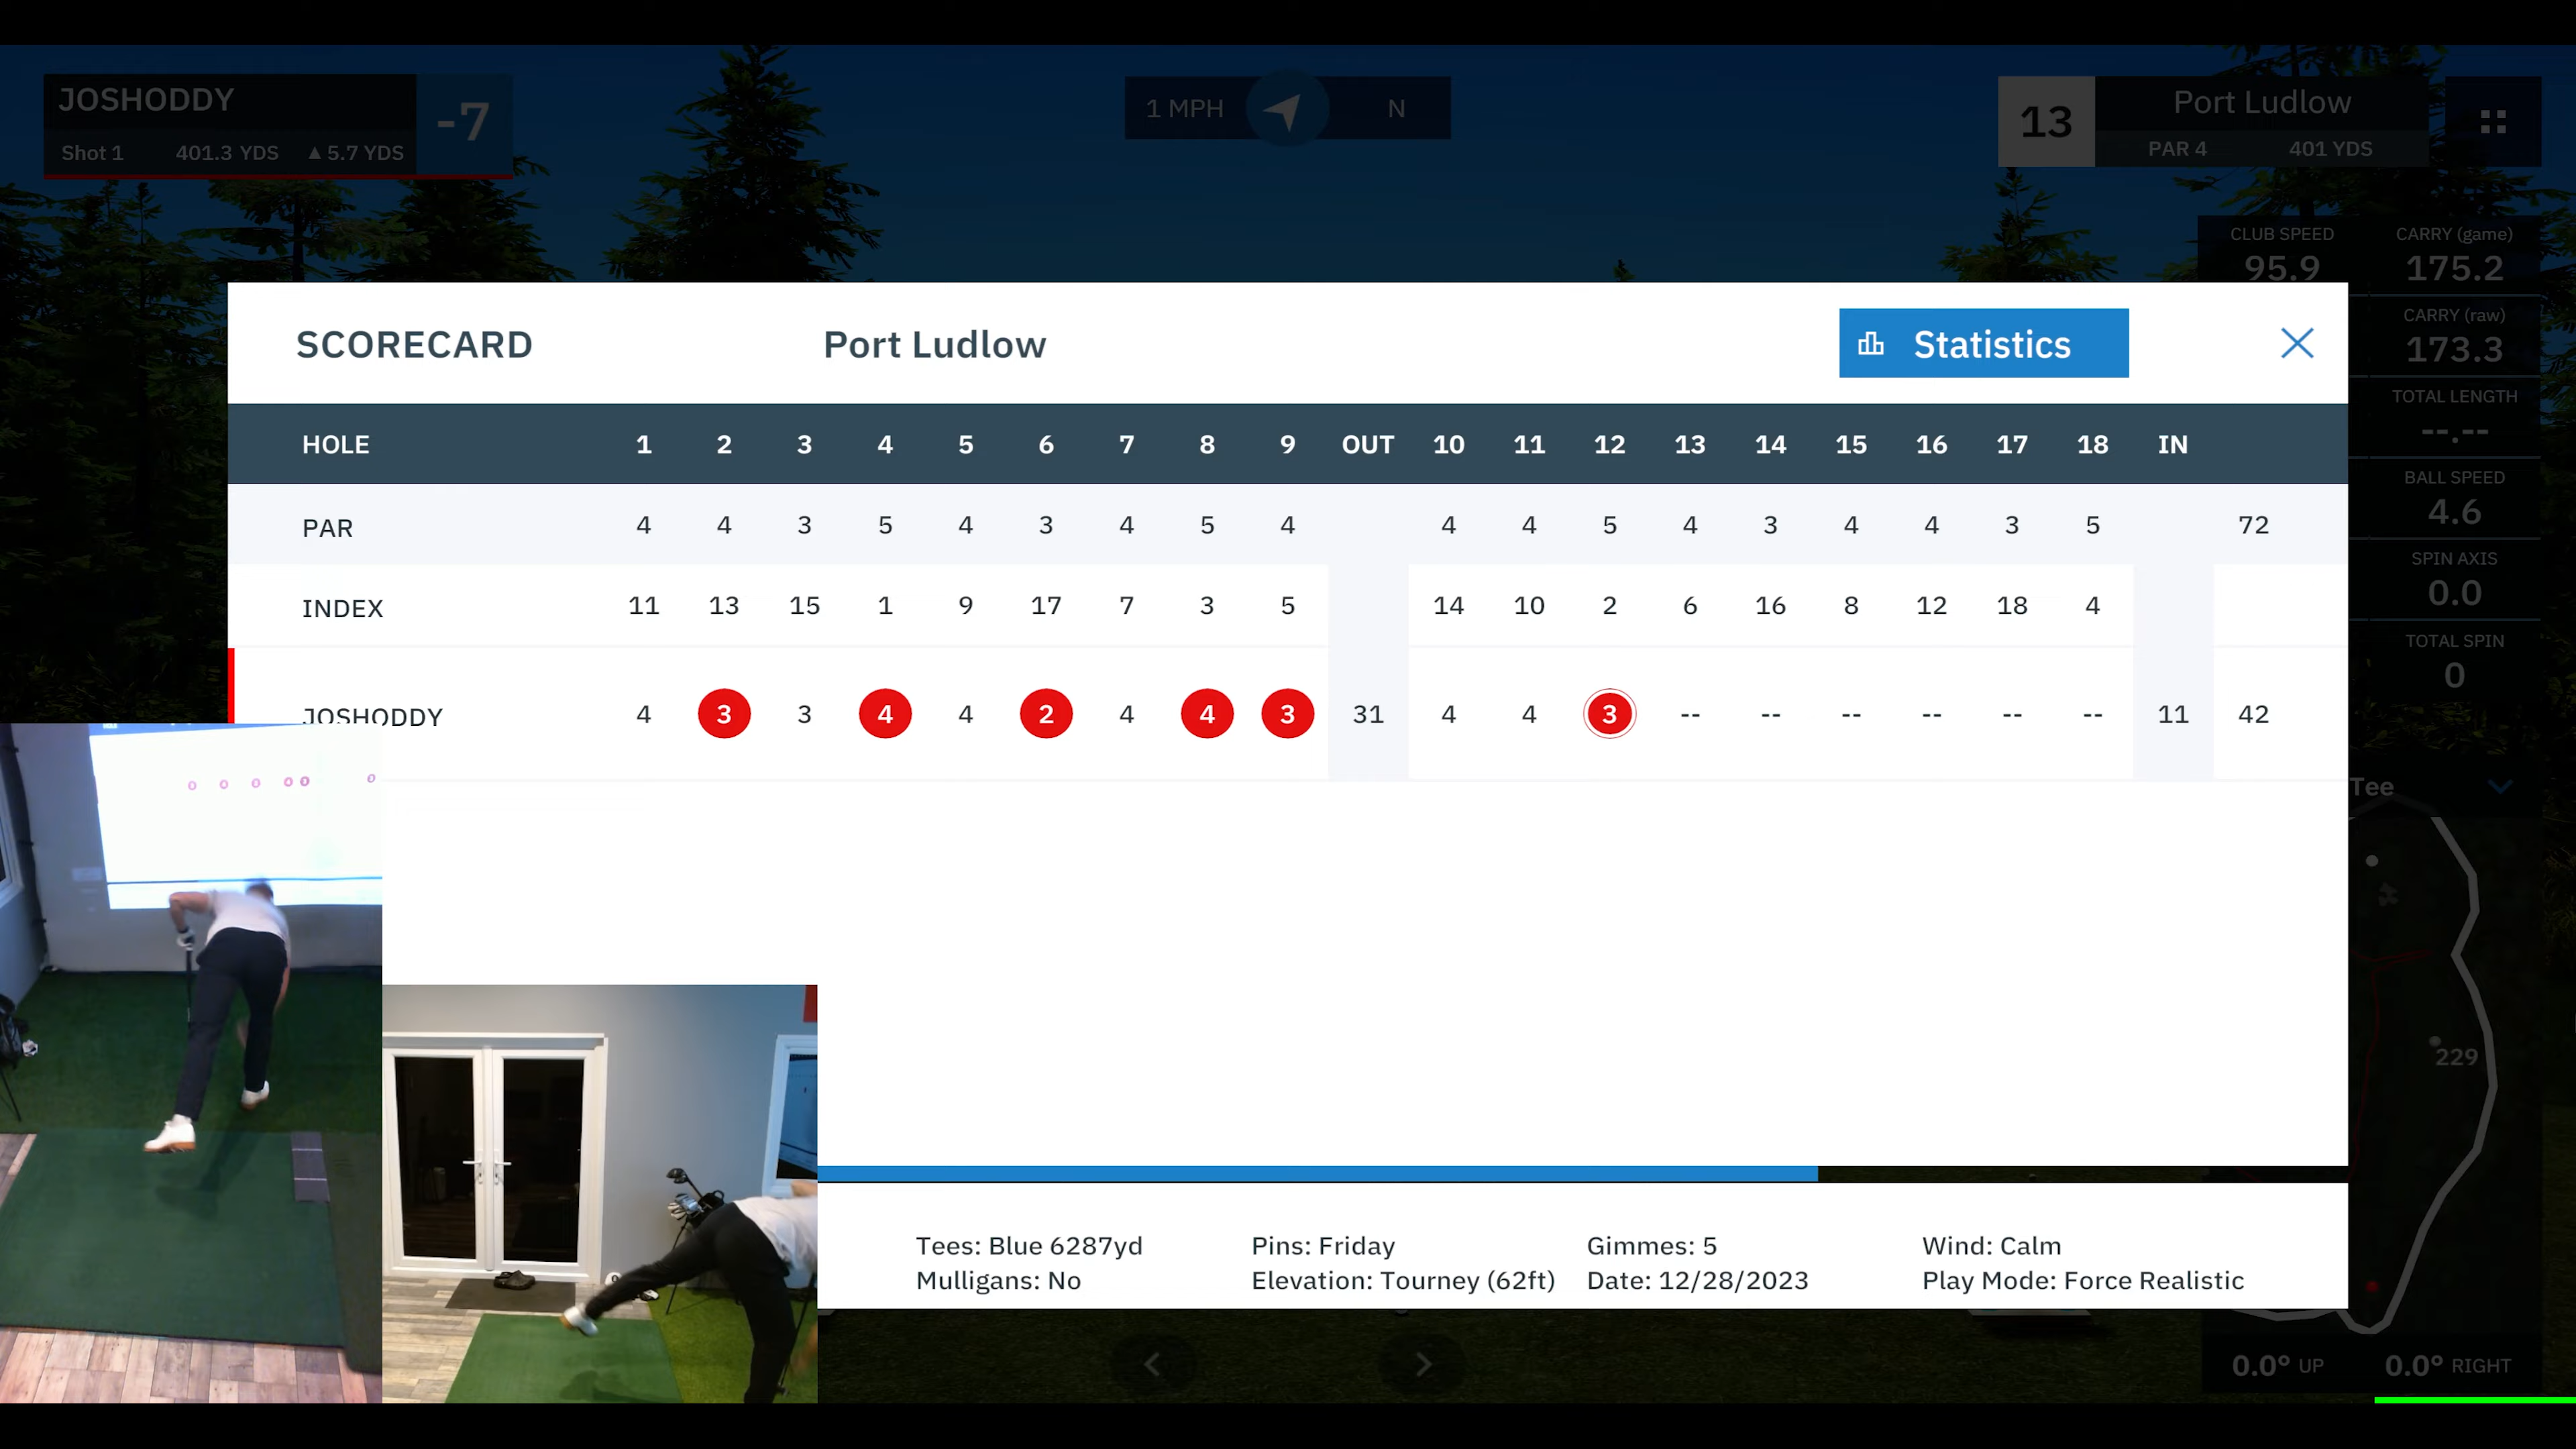 JOSHODDY
-7
Shot 1 401.3 YDS ▲5.7 YDS
1 MPH N
13
Port Ludlow
PAR 4 401 YDS
CLUB SPEED CARRY (game)
95.9 175.2
CARRY (raw)
173.3
TOTAL LENGTH
--.--
BALL SPEED
4.6
SPIN AXIS
0.0
TOTAL SPIN
0
Tee
229
0.0° UP 0.0° RIGHT
SCORECARD Port Ludlow Statistics
HOLE 1 2 3 4 5 6 7 8 9 OUT 10 11 12 13 14 15 16 17 18 IN
PAR 4 4 3 5 4 3 4 5 4 4 4 5 4 3 4 4 3 5 72
INDEX 11 13 15 1 9 17 7 3 5 14 10 2 6 16 8 12 18 4
JOSHODDY 4 3 3 4 4 2 4 4 3 31 4 4 3 -- -- -- -- -- -- 11 42
Tees: Blue 6287yd Pins: Friday Gimmes: 5 Wind: Calm
Mulligans: No Elevation: Tourney (62ft) Date: 12/28/2023 Play Mode: Force Realistic